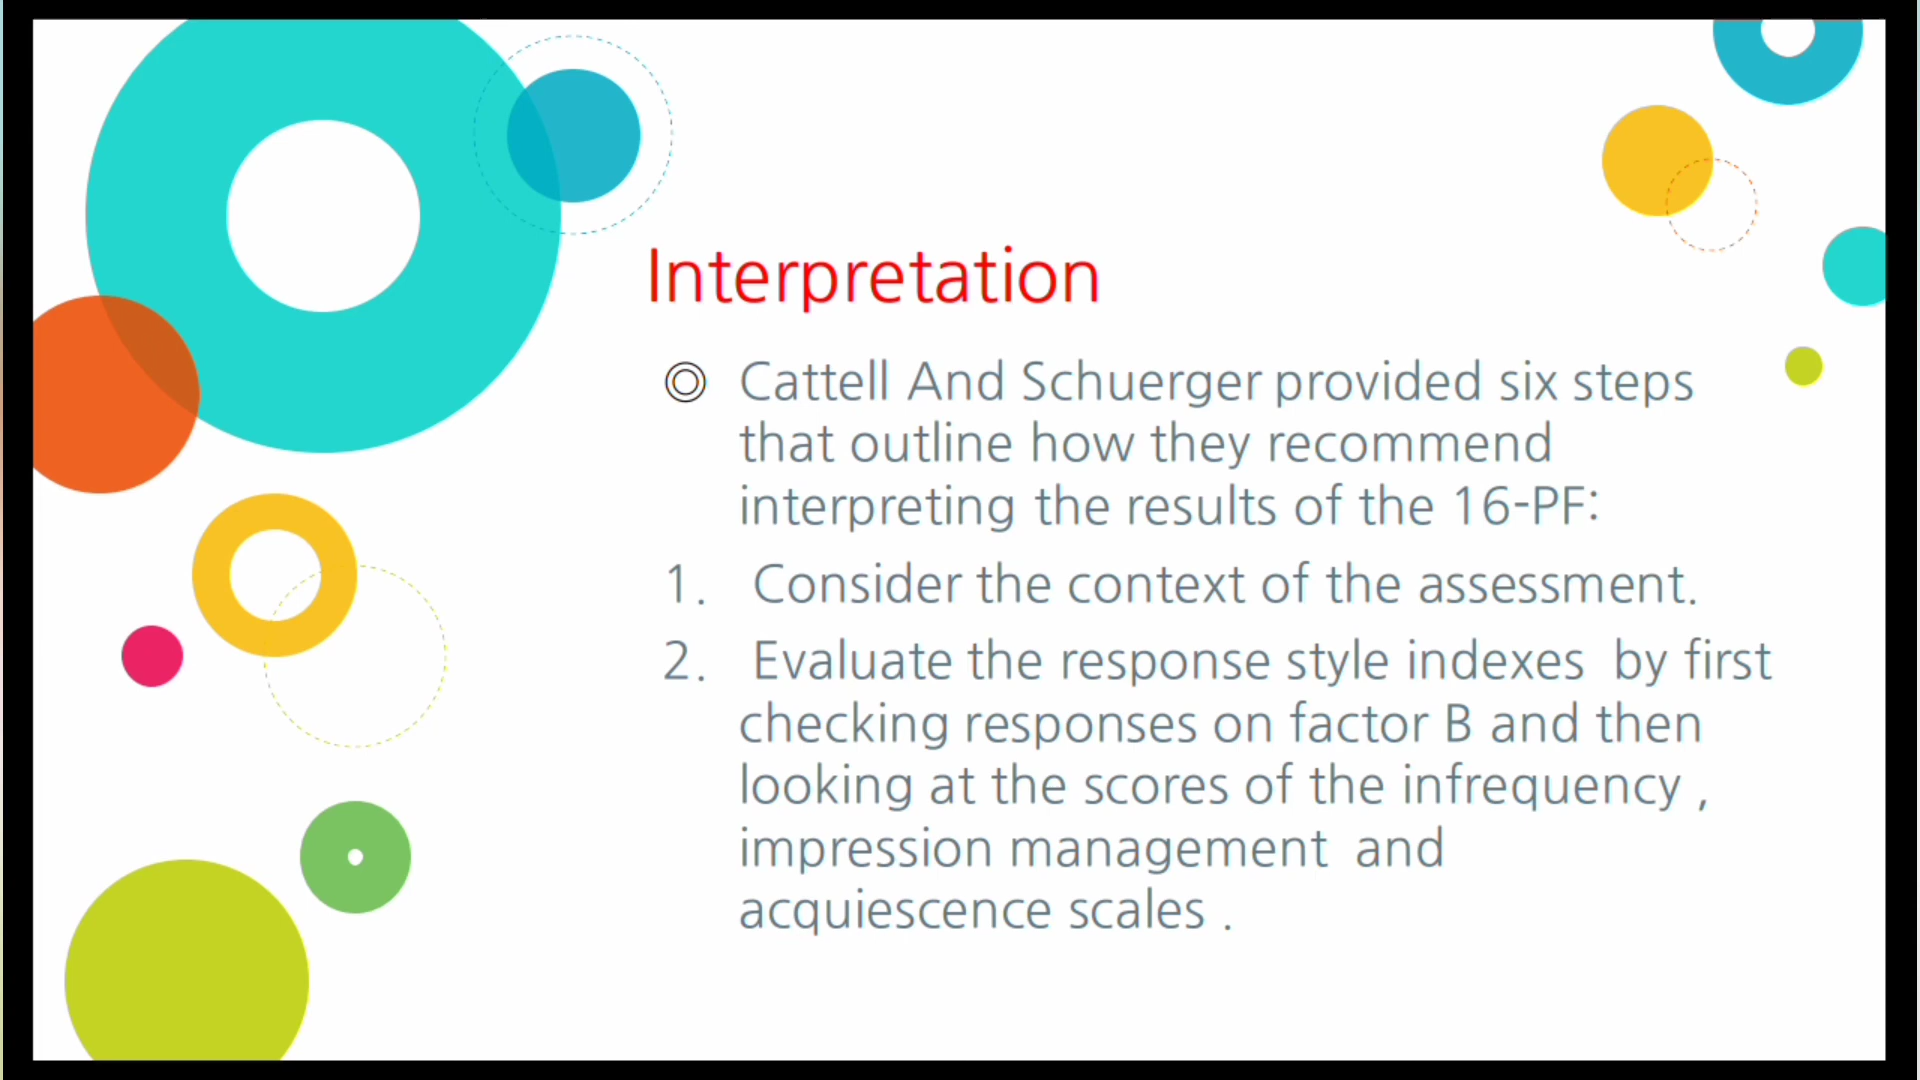 Interpretation
◎ Cattell And Schuerger provided six steps
that outline how they recommend
interpreting the results of the 16-PF:
1. Consider the context of the assessment.
2. Evaluate the response style indexes by first
checking responses on factor B and then
looking at the scores of the infrequency ,
impression management and
acquiescence scales .